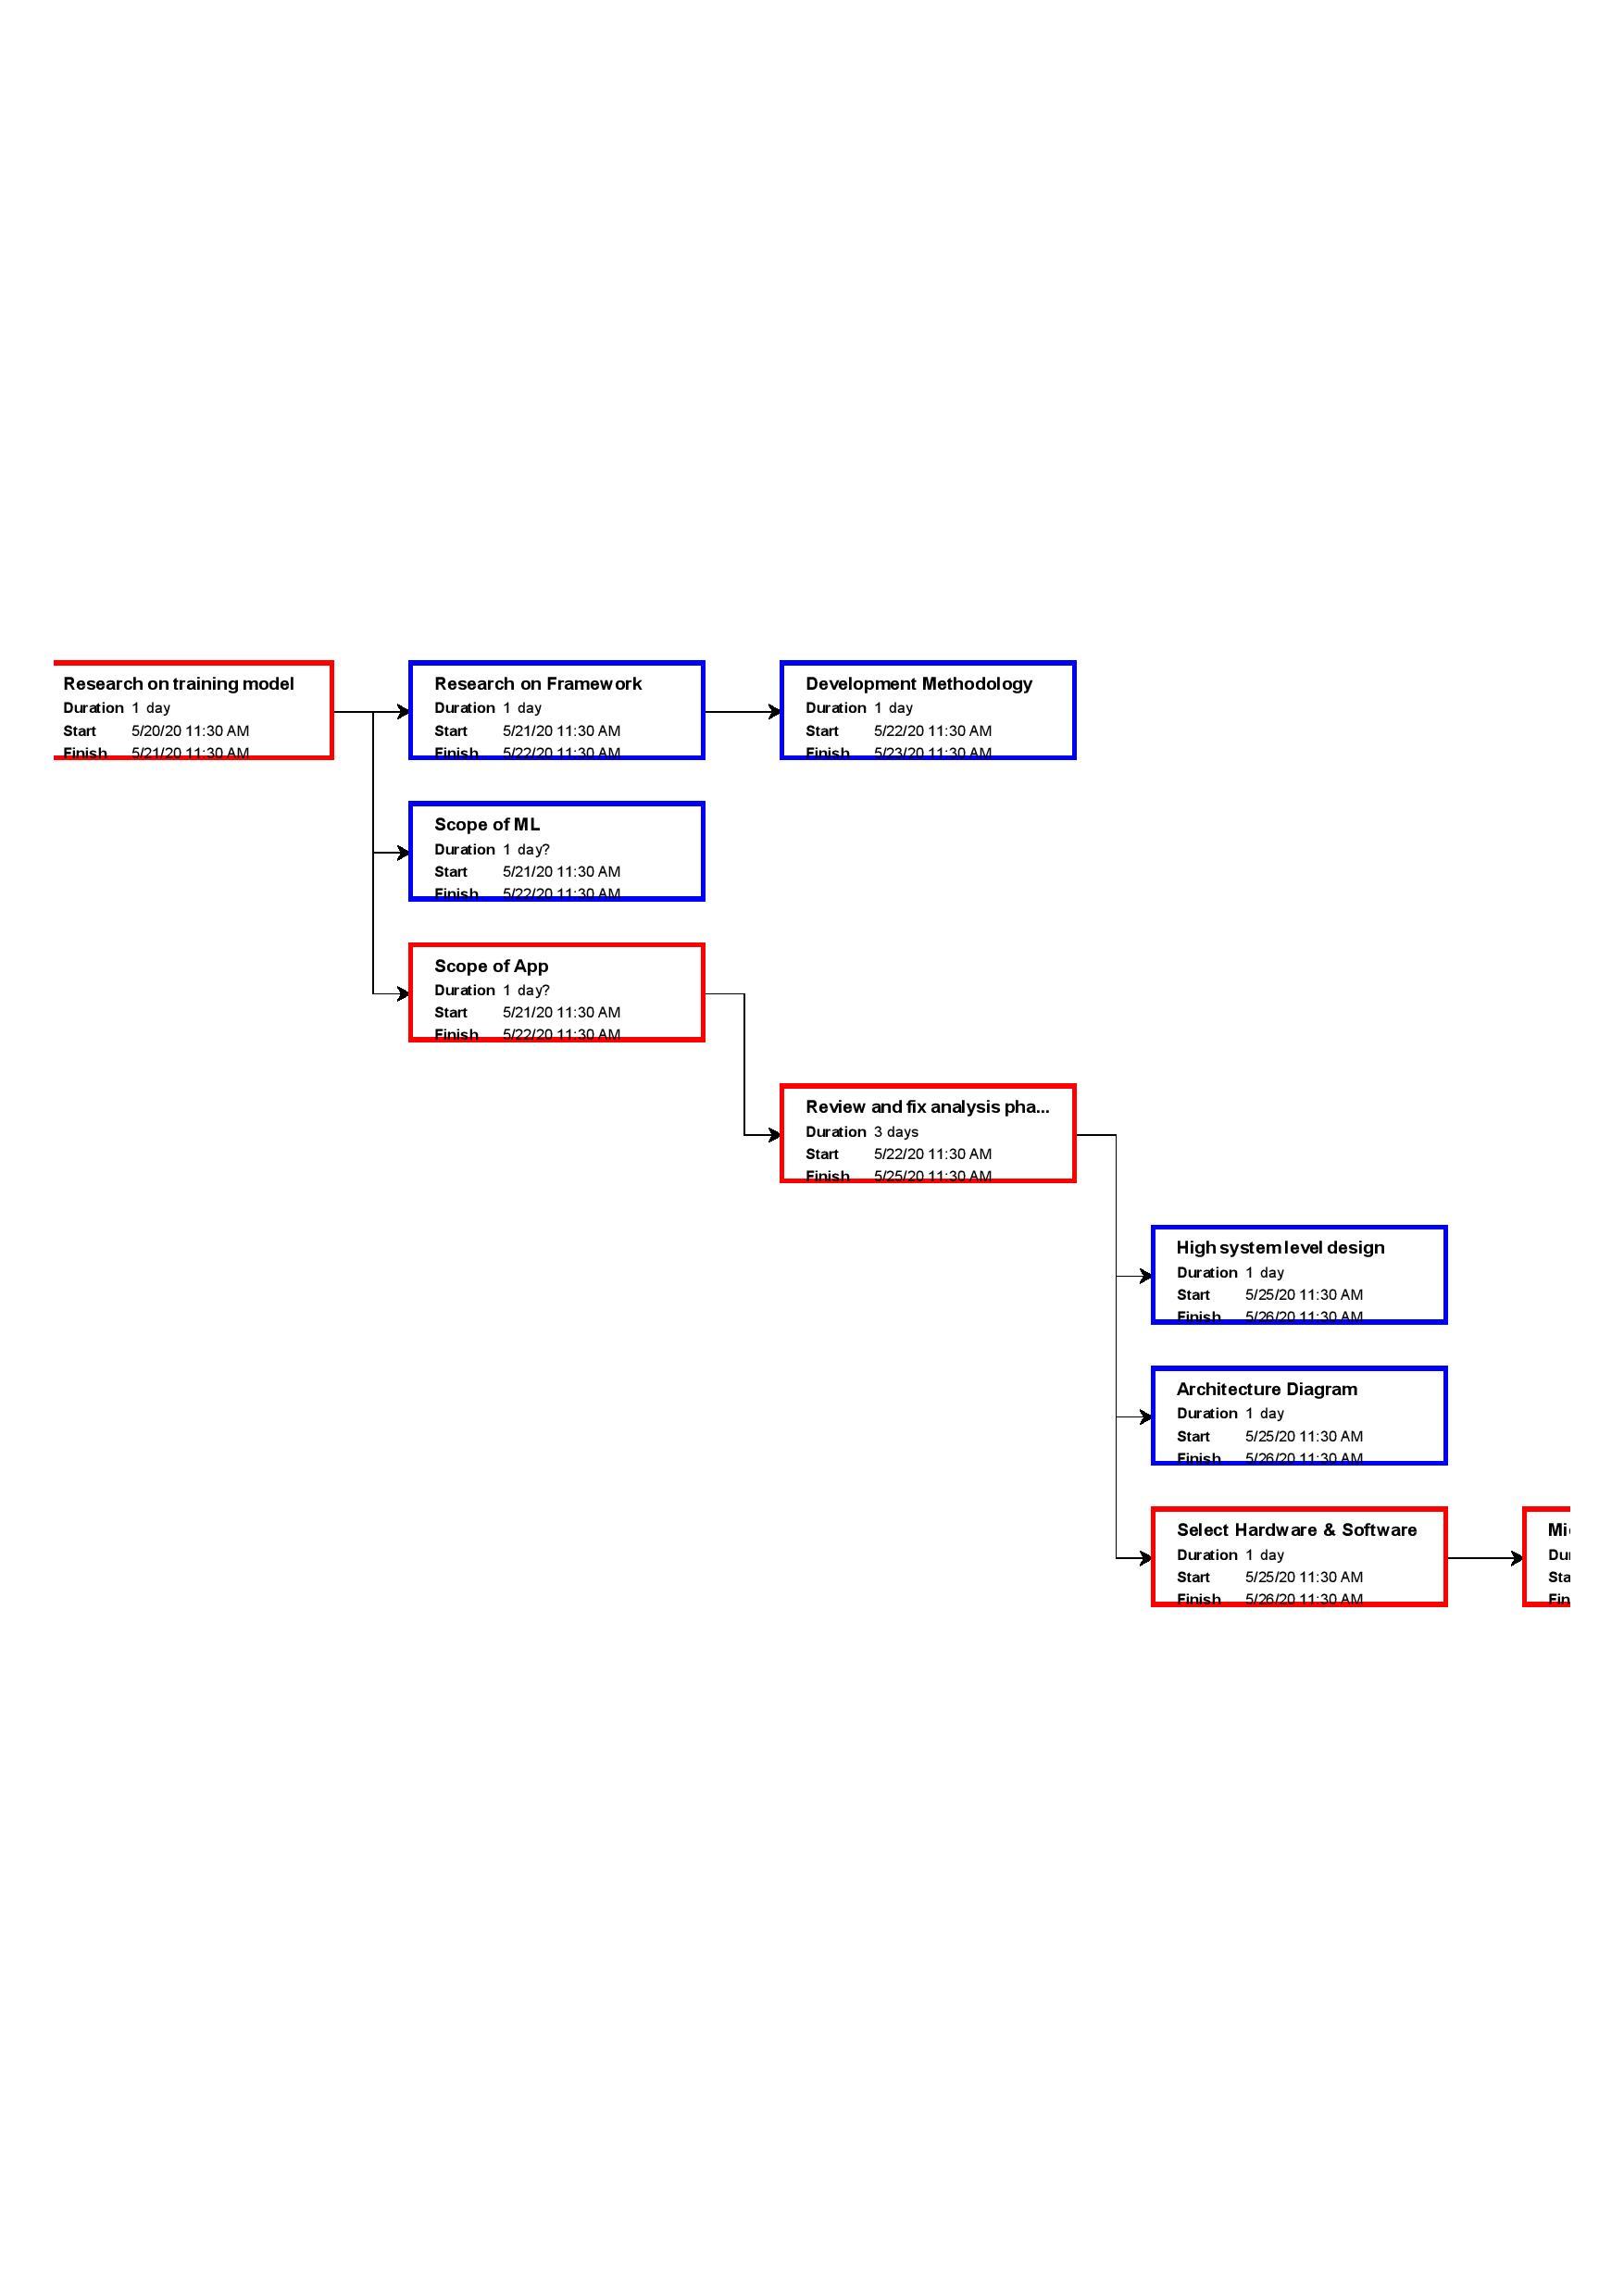 Research on training model
Duration 1 day
Start 5/20/20 11:30 AM
Finish 5/21/20 11:30 AM
Research on Framework
Duration 1 day
Start 5/21/20 11:30 AM
Finish 5/22/20 11:30 AM
Development Methodology
Duration 1 day
Start 5/22/20 11:30 AM
Finish 5/23/20 11:30 AM
Scope of ML
Duration 1 day?
Start 5/21/20 11:30 AM
Finish 5/22/20 11:30 AM
Scope of App
Duration 1 day?
Start 5/21/20 11:30 AM
Finish 5/22/20 11:30 AM
Review and fix analysis pha...
Duration 3 days
Start 5/22/20 11:30 AM
Finish 5/25/20 11:30 AM
High system level design
Duration 1 day
Start 5/25/20 11:30 AM
Finish 5/26/20 11:30 AM
Architecture Diagram
Duration 1 day
Start 5/25/20 11:30 AM
Finish 5/26/20 11:30 AM
Select Hardware & Software
Duration 1 day
Start 5/25/20 11:30 AM
Finish 5/26/20 11:30 AM
Sta
Fin